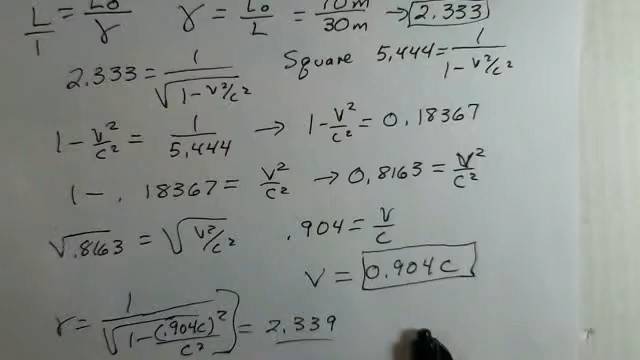 L/1 = L₀/γ γ = L₀/L = 70m/30m → 2.333
2.333 = 1/√(1-v²/c²) Square 5.444 = 1/(1-v²/c²)
1-v²/c² = 1/5.444 → 1-v²/c² = 0.18367
1-.18367 = v²/c² → 0.8163 = v²/c²
√.8163 = √(v²/c²) .904 = v/c
v = 0.904c
γ = 1/√(1-(.904c)²/c²) = 2.339